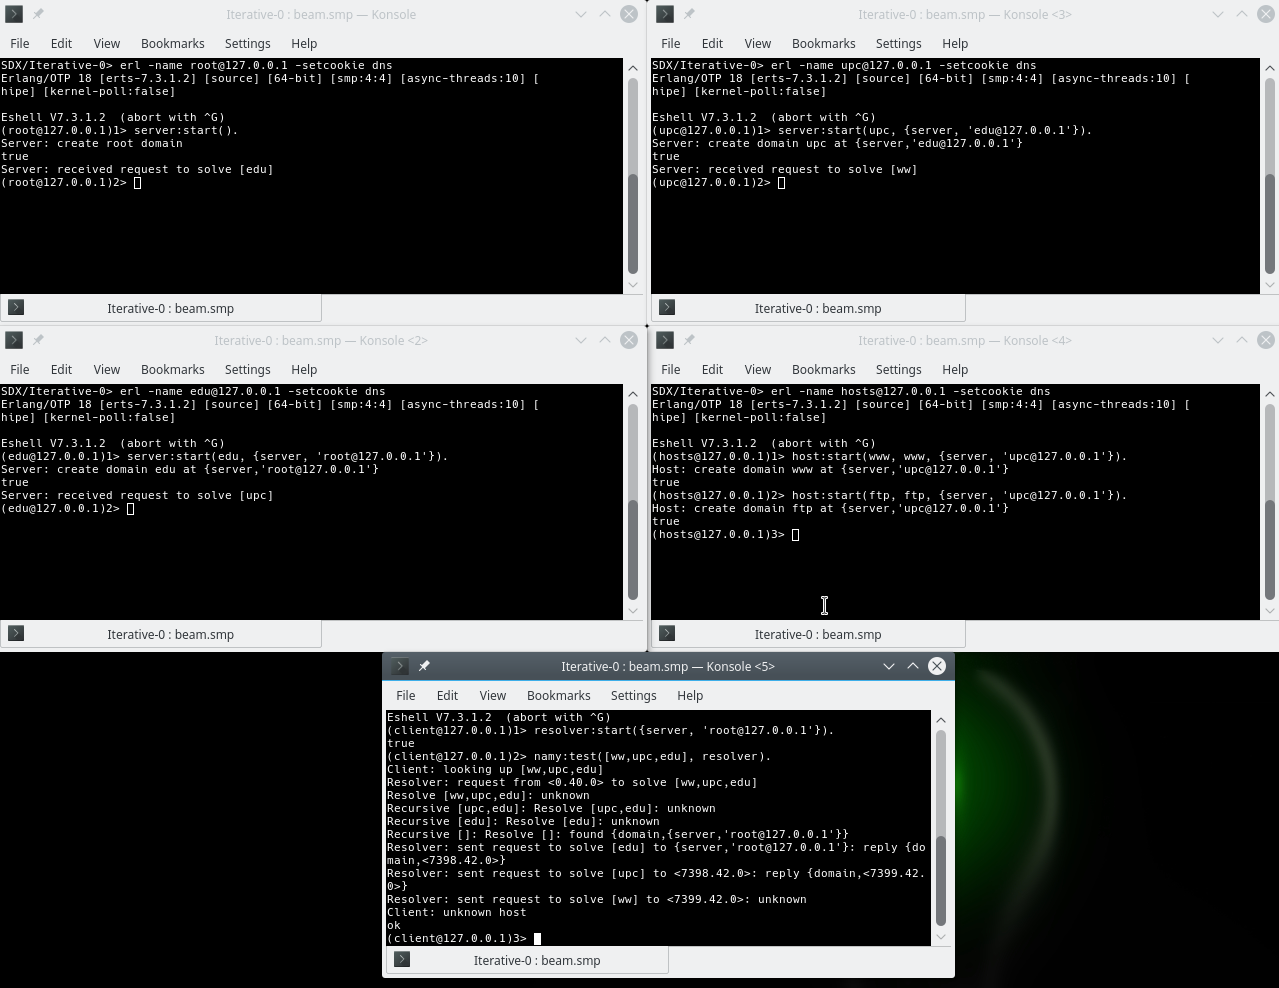 Iterative-0 : beam.smp — Konsole
File Edit View Bookmarks Settings Help
SDX/Iterative-0> erl -name root@127.0.0.1 -setcookie dns
Erlang/OTP 18 [erts-7.3.1.2] [source] [64-bit] [smp:4:4] [async-threads:10] [
hipe] [kernel-poll:false]
Eshell V7.3.1.2  (abort with ^G)
(root@127.0.0.1)1> server:start().
Server: create root domain
true
Server: received request to solve [edu]
(root@127.0.0.1)2>
Iterative-0 : beam.smp
Iterative-0 : beam.smp — Konsole <3>
File Edit View Bookmarks Settings Help
SDX/Iterative-0> erl -name upc@127.0.0.1 -setcookie dns
Erlang/OTP 18 [erts-7.3.1.2] [source] [64-bit] [smp:4:4] [async-threads:10] [
hipe] [kernel-poll:false]
Eshell V7.3.1.2  (abort with ^G)
(upc@127.0.0.1)1> server:start(upc, {server, 'edu@127.0.0.1'}).
Server: create domain upc at {server,'edu@127.0.0.1'}
true
Server: received request to solve [ww]
(upc@127.0.0.1)2>
Iterative-0 : beam.smp
Iterative-0 : beam.smp — Konsole <2>
File Edit View Bookmarks Settings Help
SDX/Iterative-0> erl -name edu@127.0.0.1 -setcookie dns
Erlang/OTP 18 [erts-7.3.1.2] [source] [64-bit] [smp:4:4] [async-threads:10] [
hipe] [kernel-poll:false]
Eshell V7.3.1.2  (abort with ^G)
(edu@127.0.0.1)1> server:start(edu, {server, 'root@127.0.0.1'}).
Server: create domain edu at {server,'root@127.0.0.1'}
true
Server: received request to solve [upc]
(edu@127.0.0.1)2>
Iterative-0 : beam.smp
Iterative-0 : beam.smp — Konsole <4>
File Edit View Bookmarks Settings Help
SDX/Iterative-0> erl -name hosts@127.0.0.1 -setcookie dns
Erlang/OTP 18 [erts-7.3.1.2] [source] [64-bit] [smp:4:4] [async-threads:10] [
hipe] [kernel-poll:false]
Eshell V7.3.1.2  (abort with ^G)
(hosts@127.0.0.1)1> host:start(www, www, {server, 'upc@127.0.0.1'}).
Host: create domain www at {server,'upc@127.0.0.1'}
true
(hosts@127.0.0.1)2> host:start(ftp, ftp, {server, 'upc@127.0.0.1'}).
Host: create domain ftp at {server,'upc@127.0.0.1'}
true
(hosts@127.0.0.1)3>
Iterative-0 : beam.smp
Iterative-0 : beam.smp — Konsole <5>
File Edit View Bookmarks Settings Help
Eshell V7.3.1.2  (abort with ^G)
(client@127.0.0.1)1> resolver:start({server, 'root@127.0.0.1'}).
true
(client@127.0.0.1)2> namy:test([ww,upc,edu], resolver).
Client: looking up [ww,upc,edu]
Resolver: request from <0.40.0> to solve [ww,upc,edu]
Resolve [ww,upc,edu]: unknown
Recursive [upc,edu]: Resolve [upc,edu]: unknown
Recursive [edu]: Resolve [edu]: unknown
Recursive []: Resolve []: found {domain,{server,'root@127.0.0.1'}}
Resolver: sent request to solve [edu] to {server,'root@127.0.0.1'}: reply {do
main,<7398.42.0>}
Resolver: sent request to solve [upc] to <7398.42.0>: reply {domain,<7399.42.
0>}
Resolver: sent request to solve [ww] to <7399.42.0>: unknown
Client: unknown host
ok
(client@127.0.0.1)3>
Iterative-0 : beam.smp